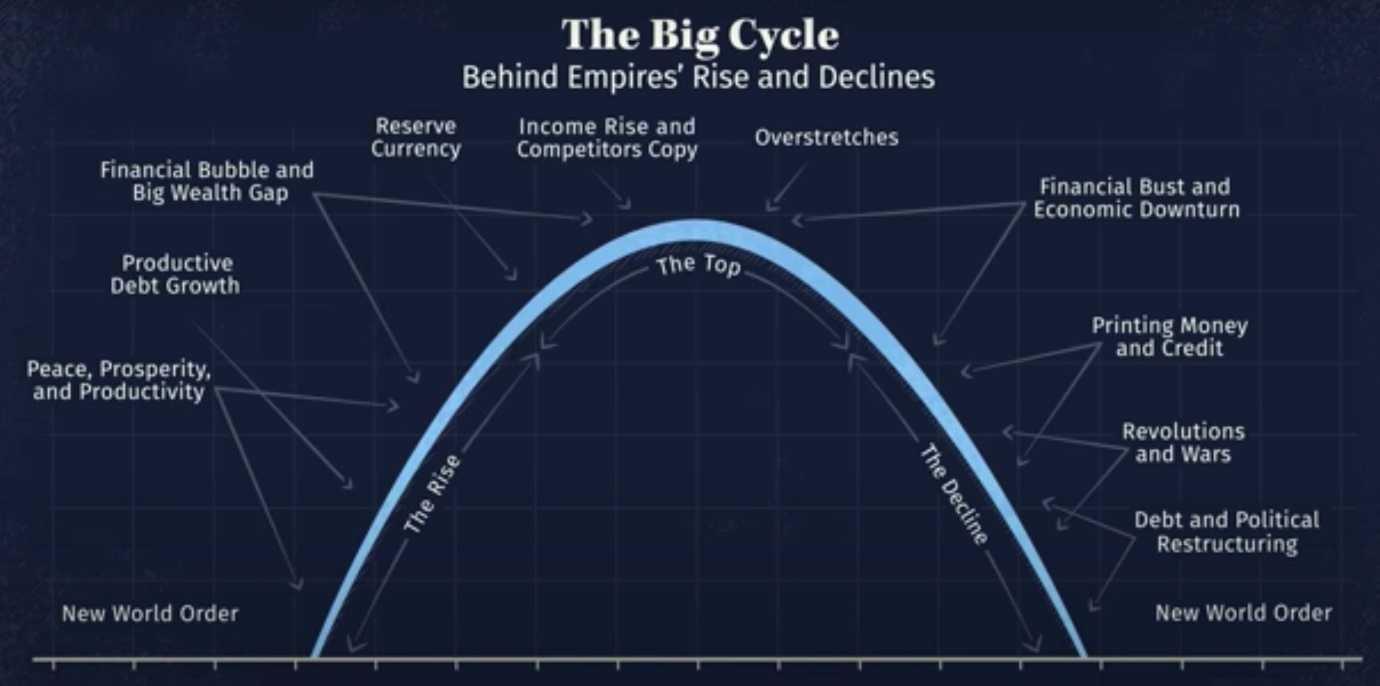 The Big Cycle
Behind Empires’ Rise and Declines
Reserve
Currency
Income Rise and
Competitors Copy
Overstretches
Financial Bubble and
Big Wealth Gap
Financial Bust and
Economic Downturn
Productive
Debt Growth
The Top
Printing Money
and Credit
Peace, Prosperity,
and Productivity
Revolutions
and Wars
The Rise
The Decline
Debt and Political
Restructuring
New World Order
New World Order